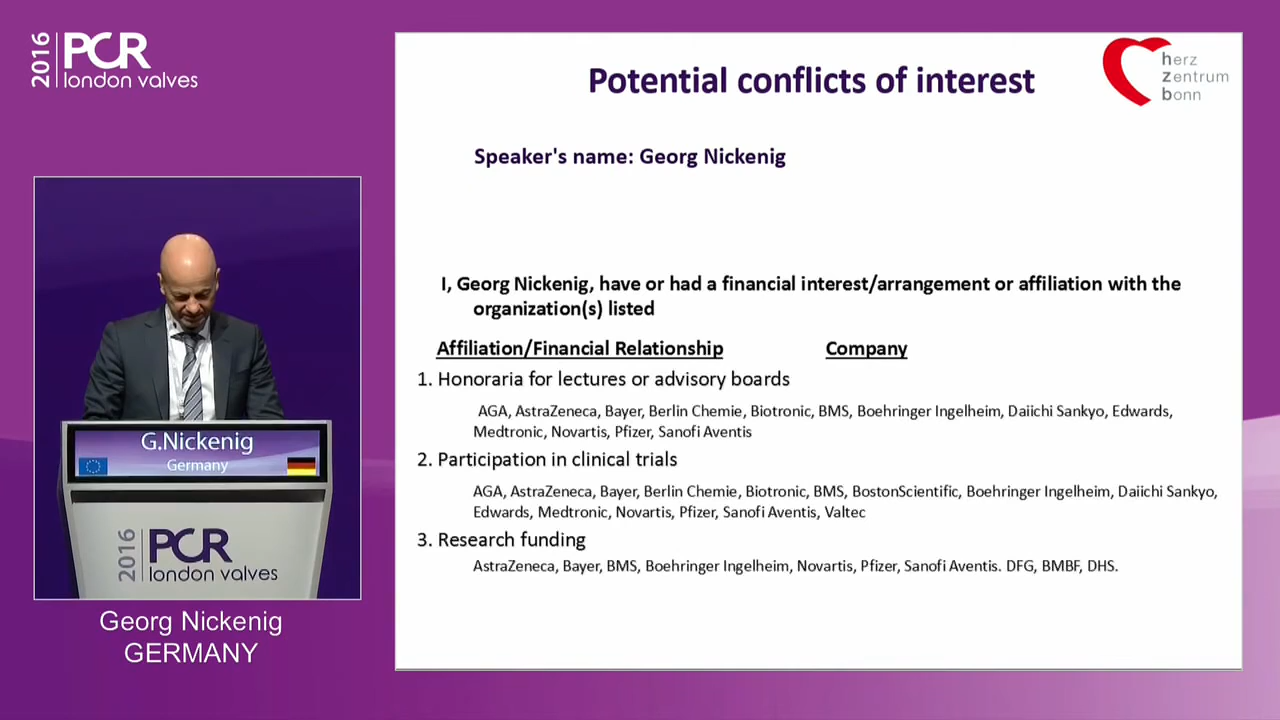 2016 PCR
london valves
Potential conflicts of interest
herz
zentrum
bonn
Speaker's name: Georg Nickenig
I, Georg Nickenig, have or had a financial interest/arrangement or affiliation with the
organization(s) listed
Affiliation/Financial Relationship Company
1. Honoraria for lectures or advisory boards
AGA, AstraZeneca, Bayer, Berlin Chemie, Biotronic, BMS, Boehringer Ingelheim, Daiichi Sankyo, Edwards,
Medtronic, Novartis, Pfizer, Sanofi Aventis
2. Participation in clinical trials
AGA, AstraZeneca, Bayer, Berlin Chemie, Biotronic, BMS, BostonScientific, Boehringer Ingelheim, Daiichi Sankyo,
Edwards, Medtronic, Novartis, Pfizer, Sanofi Aventis, Valtec
3. Research funding
AstraZeneca, Bayer, BMS, Boehringer Ingelheim, Novartis, Pfizer, Sanofi Aventis. DFG, BMBF, DHS.
G.Nickenig
Germany
2016 PCR
london valves
Georg Nickenig
GERMANY